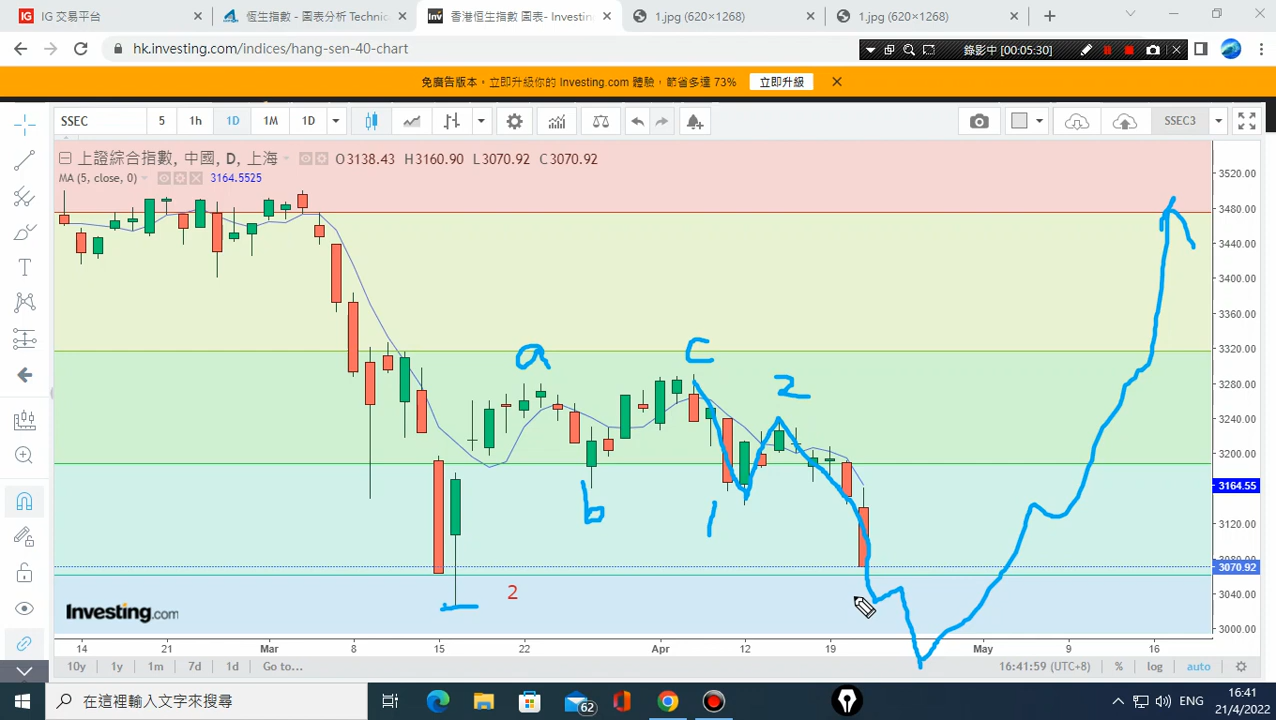 IG 交易平台
恆生指數 - 圖表分析 Technic
香港恒生指數 圖表- Investin
1.jpg (620×1268)
1.jpg (620×1268)
hk.investing.com/indices/hang-sen-40-chart
錄影中 [00:05:30]
免廣告版本。立即升級你的 Investing.com 體驗，節省多達 73%
立即升級
SSEC
5
1h
1D
1M
1D
SSEC3
上證綜合指數, 中國, D, 上海
O3138.43 H3160.90 L3070.92 C3070.92
MA (5, close, 0)
3164.5525
3520.00
3480.00
3440.00
3400.00
3360.00
3320.00
3280.00
3240.00
3200.00
3164.55
3120.00
3080.00
3070.92
3040.00
3000.00
a
c
2
b
1
2
Investing.com
14
21
Mar
8
15
22
Apr
12
19
May
9
16
10y
1y
1m
7d
1d
Go to...
16:41:59 (UTC+8)
%
log
auto
在這裡輸入文字來搜尋
62
ENG
16:41
21/4/2022